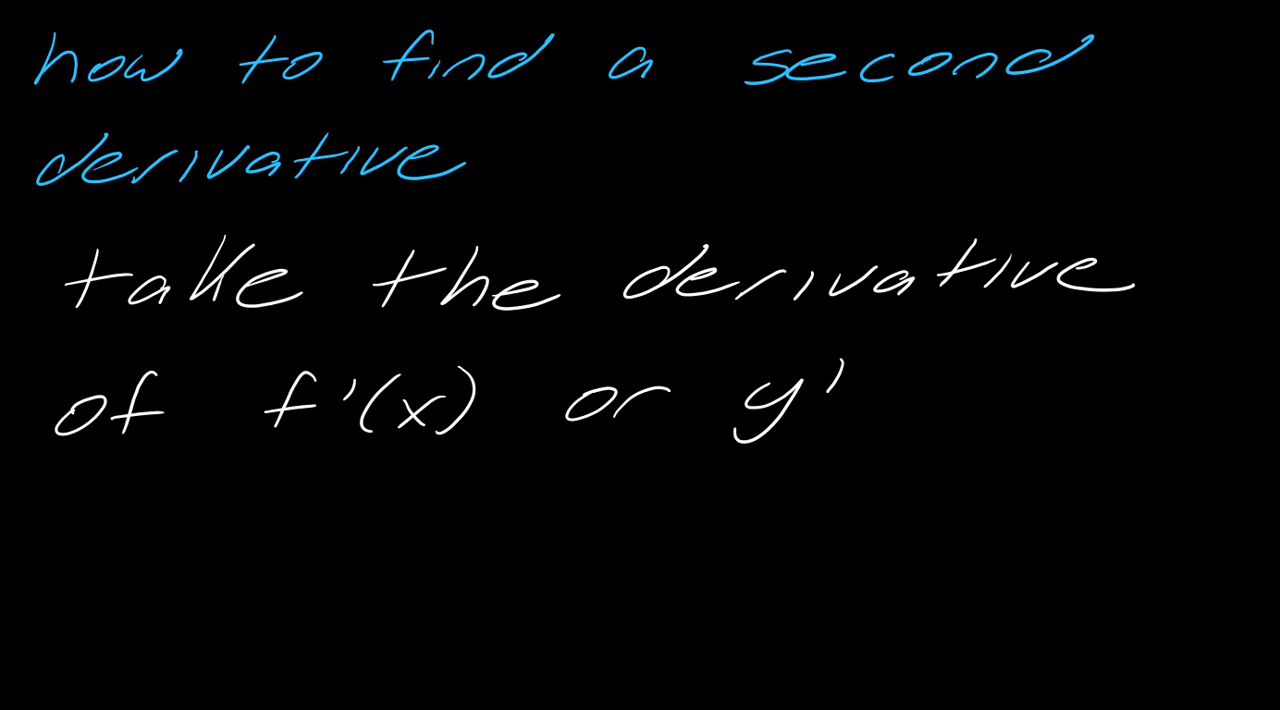 how to find a second
derivative
take the derivative
of f'(x) or y'